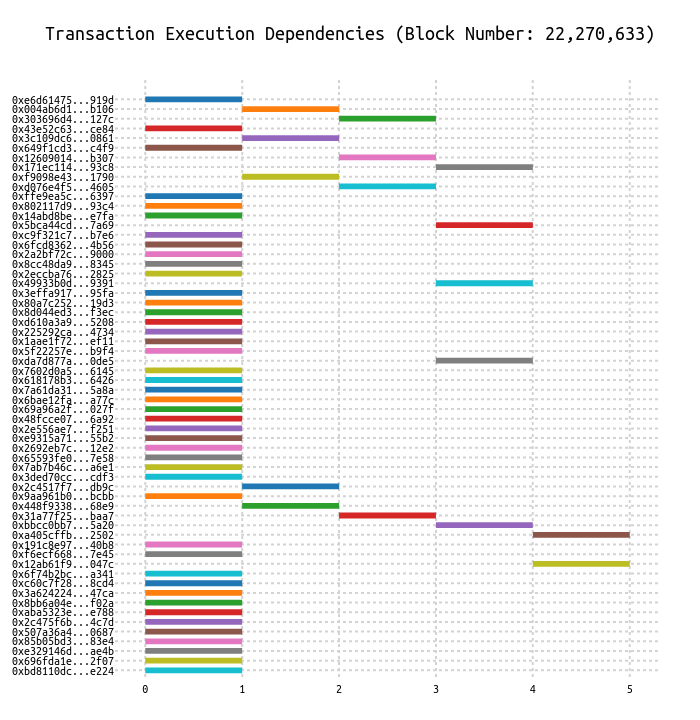 Transaction Execution Dependencies (Block Number: 22,270,633)
0xe6d61475...919d
0x004ab6d1...b106
0x303696d4...127c
0x43e52c63...ce84
0x3c109dc6...0861
0x649f1cd3...c4f9
0x12609014...b307
0x171ec114...93c8
0xf9098e43...1790
0xd076e4f5...4605
0xffe9ea5c...6397
0x802117d9...93c4
0x14abd8be...e7fa
0x5bca44cd...7a69
0xc9f321c7...b7e6
0x6fcd8362...4b56
0x2a2bf72c...9000
0x8cc48da9...8345
0x2eccba76...2825
0x49933b0d...9391
0x3effa917...95fa
0x80a7c252...19d3
0x8d044ed3...f3ec
0xd610a3a9...5208
0x225292ca...4734
0x1aae1f72...ef11
0x5f22257e...b9f4
0xda7d877a...0de5
0x7602d0a5...6145
0x618178b3...6426
0x7a61da31...5a8a
0x6bae12fa...a77c
0x69a96a2f...027f
0x48fcce07...6a92
0x2e556ae7...f251
0xe9315a71...55b2
0x2692eb7c...12e2
0x65593fe0...7e58
0x7ab7b46c...a6e1
0x3ded70cc...cdf3
0x2c4517f7...db9c
0x9aa961b0...bcbb
0x448f9338...68e9
0x31a77f25...baa7
0xbbcc0bb7...5a20
0xa405cffb...2502
0x191c8e97...40b8
0xf6ecf668...7e45
0x12ab61f9...047c
0x6f74b2bc...a341
0xc60c7f28...8cd4
0x3a624224...47ca
0x8bb6a04e...f02a
0xaba5323e...e788
0x2c475f6b...4c7d
0x507a36a4...0687
0x85b05bd3...83e4
0xe329146d...ae4b
0x696fda1e...2f07
0xbd8110dc...e224
0 1 2 3 4 5